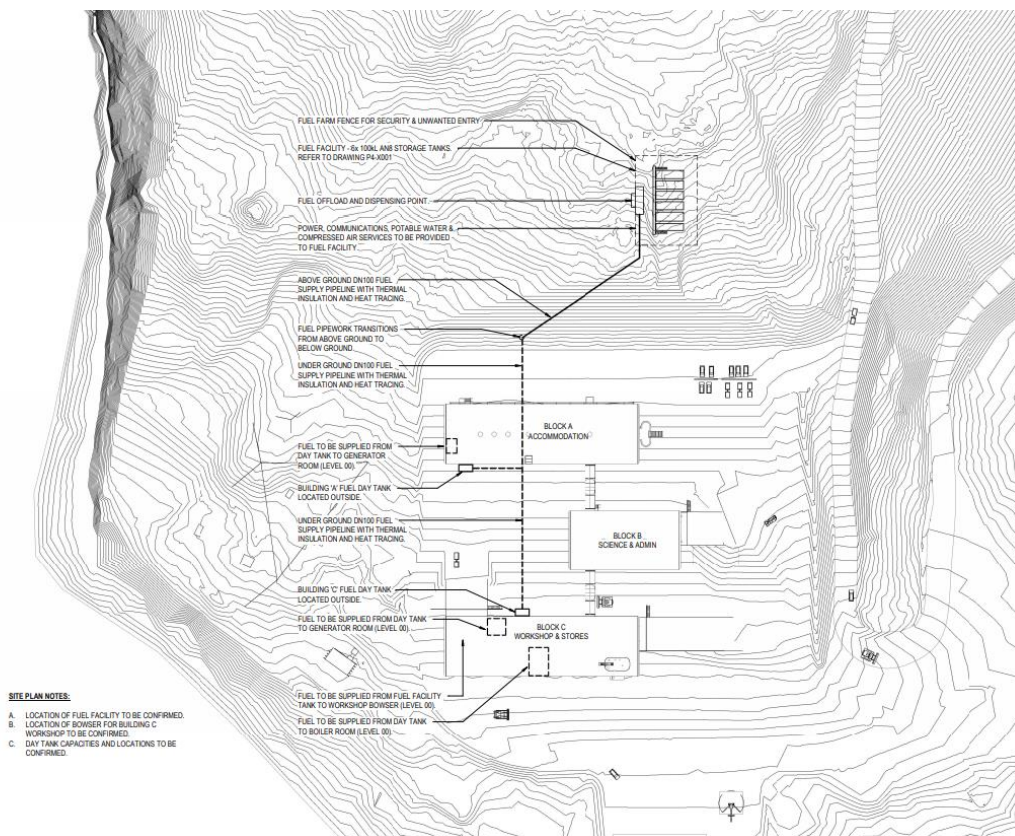 FUEL FARM FENCE FOR SECURITY & UNWANTED ENTRY
FUEL FACILITY - 6x 100kL AN8 STORAGE TANKS.
REFER TO DRAWING P4-X001
FUEL OFFLOAD AND DISPENSING POINT.
POWER, COMMUNICATIONS, POTABLE WATER &
COMPRESSED AIR SERVICES TO BE PROVIDED
TO FUEL FACILITY.
ABOVE GROUND DN100 FUEL
SUPPLY PIPELINE WITH THERMAL
INSULATION AND HEAT TRACING.
FUEL PIPEWORK TRANSITIONS
FROM ABOVE GROUND TO
BELOW GROUND.
UNDER GROUND DN100 FUEL
SUPPLY PIPELINE WITH THERMAL
INSULATION AND HEAT TRACING.
BLOCK A
ACCOMMODATION
FUEL TO BE SUPPLIED FROM
DAY TANK TO GENERATOR
ROOM (LEVEL 00).
BUILDING 'A' FUEL DAY TANK
LOCATED OUTSIDE.
UNDER GROUND DN100 FUEL
SUPPLY PIPELINE WITH THERMAL
INSULATION AND HEAT TRACING.
BLOCK B
SCIENCE & ADMIN
BUILDING 'C' FUEL DAY TANK
LOCATED OUTSIDE.
FUEL TO BE SUPPLIED FROM DAY TANK
TO GENERATOR ROOM (LEVEL 00).
BLOCK C
WORKSHOP & STORES
FUEL TO BE SUPPLIED FROM FUEL FACILITY
TANK TO WORKSHOP BOWSER (LEVEL 00).
FUEL TO BE SUPPLIED FROM DAY TANK
TO BOILER ROOM (LEVEL 00).
SITE PLAN NOTES:
A. LOCATION OF FUEL FACILITY TO BE CONFIRMED.
B. LOCATION OF BOWSER FOR BUILDING C
WORKSHOP TO BE CONFIRMED.
C. DAY TANK CAPACITIES AND LOCATIONS TO BE
CONFIRMED.